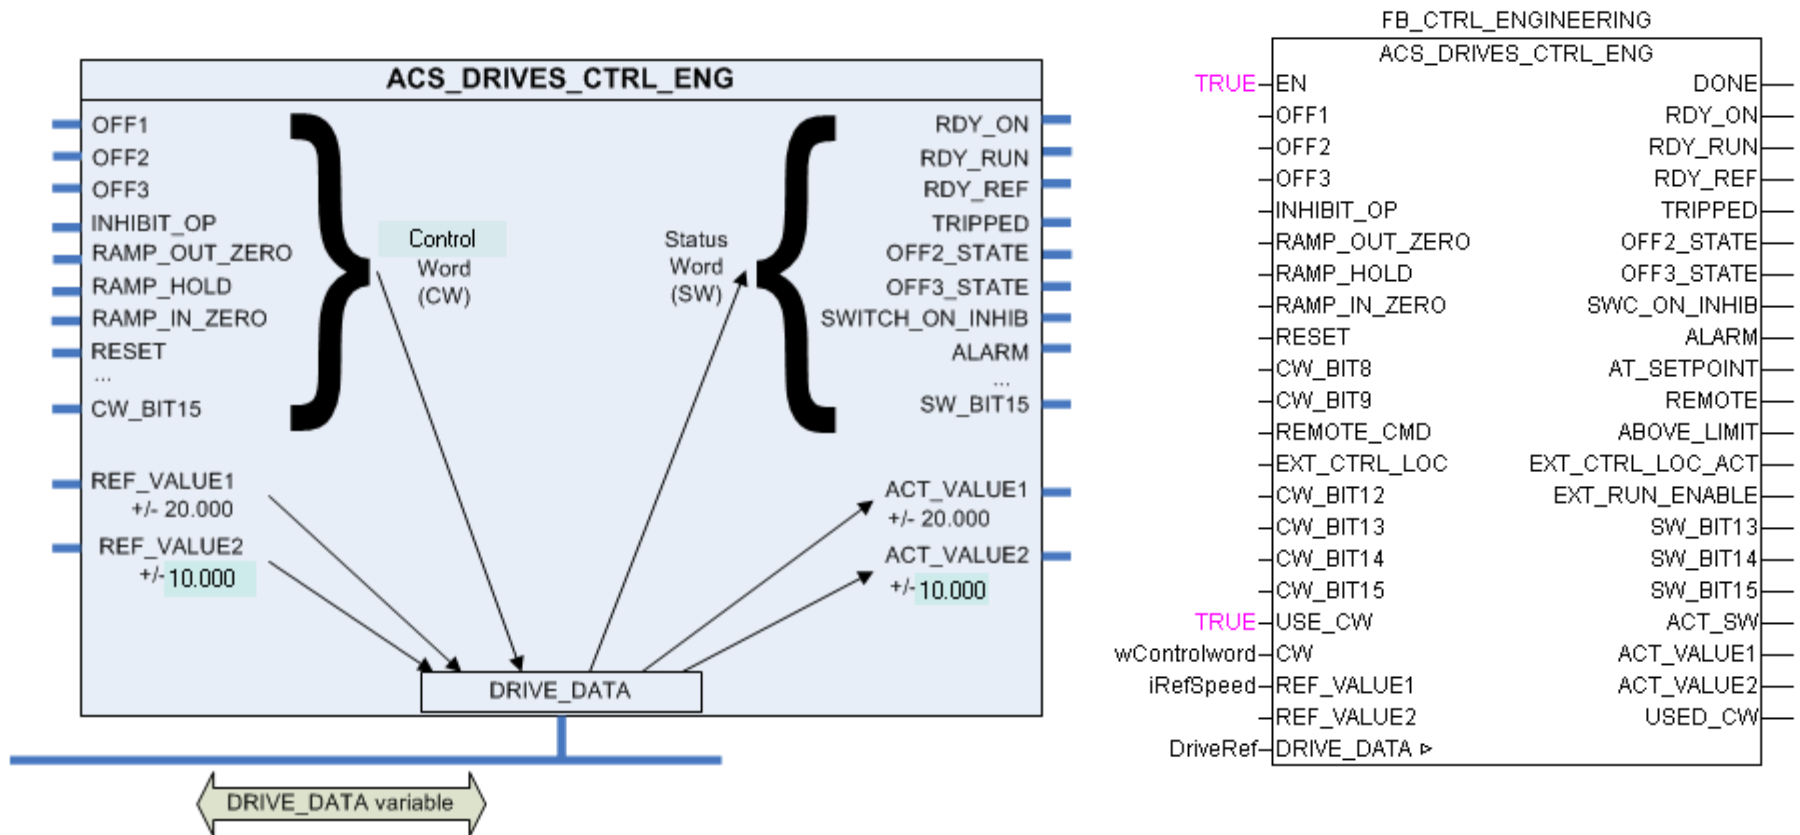 ACS_DRIVES_CTRL_ENG
OFF1
OFF2
OFF3
INHIBIT_OP
RAMP_OUT_ZERO
RAMP_HOLD
RAMP_IN_ZERO
RESET
...
CW_BIT15
REF_VALUE1
+/- 20.000
REF_VALUE2
+/-10.000
Control
Word
(CW)
Status
Word
(SW)
RDY_ON
RDY_RUN
RDY_REF
TRIPPED
OFF2_STATE
OFF3_STATE
SWITCH_ON_INHIB
ALARM
...
SW_BIT15
ACT_VALUE1
+/- 20.000
ACT_VALUE2
+/-10.000
DRIVE_DATA
DRIVE_DATA variable
FB_CTRL_ENGINEERING
ACS_DRIVES_CTRL_ENG
TRUE EN DONE
OFF1 RDY_ON
OFF2 RDY_RUN
OFF3 RDY_REF
INHIBIT_OP TRIPPED
RAMP_OUT_ZERO OFF2_STATE
RAMP_HOLD OFF3_STATE
RAMP_IN_ZERO SWC_ON_INHIB
RESET ALARM
CW_BIT8 AT_SETPOINT
CW_BIT9 REMOTE
REMOTE_CMD ABOVE_LIMIT
EXT_CTRL_LOC EXT_CTRL_LOC_ACT
CW_BIT12 EXT_RUN_ENABLE
CW_BIT13 SW_BIT13
CW_BIT14 SW_BIT14
CW_BIT15 SW_BIT15
TRUE USE_CW ACT_SW
wControlword CW ACT_VALUE1
iRefSpeed REF_VALUE1 ACT_VALUE2
REF_VALUE2 USED_CW
DriveRef DRIVE_DATA